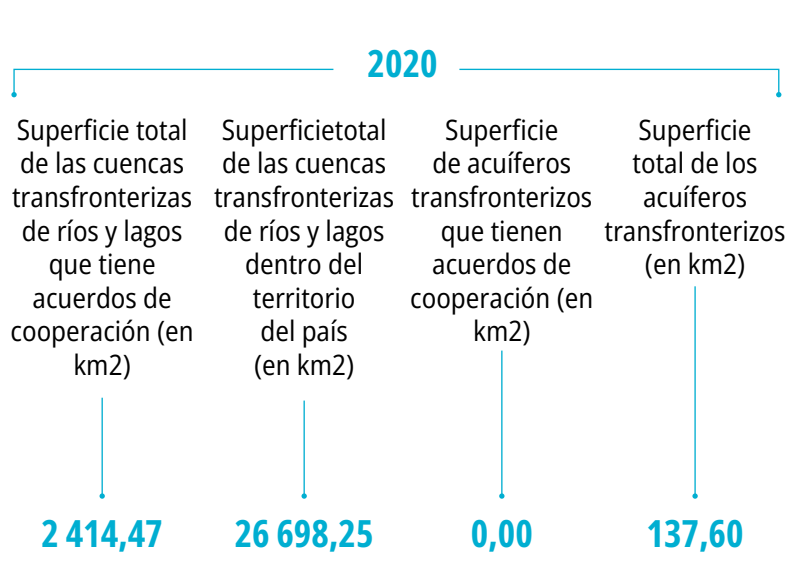 2020
Superficie total
de las cuencas
transfronterizas
de ríos y lagos
que tiene
acuerdos de
cooperación (en
km2)
Superficietotal
de las cuencas
transfronterizas
de ríos y lagos
dentro del
territorio
del país
(en km2)
Superficie
de acuíferos
transfronterizos
que tienen
acuerdos de
cooperación (en
km2)
Superficie
total de los
acuíferos
transfronterizos
(en km2)
2 414,47
26 698,25
0,00
137,60